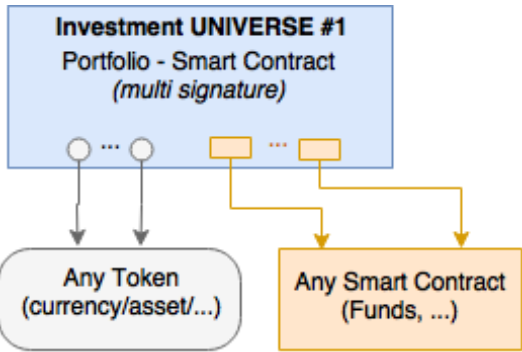 Investment UNIVERSE #1
Portfolio - Smart Contract
(multi signature)
... ...
Any Token
(currency/asset/...)
Any Smart Contract
(Funds, ...)